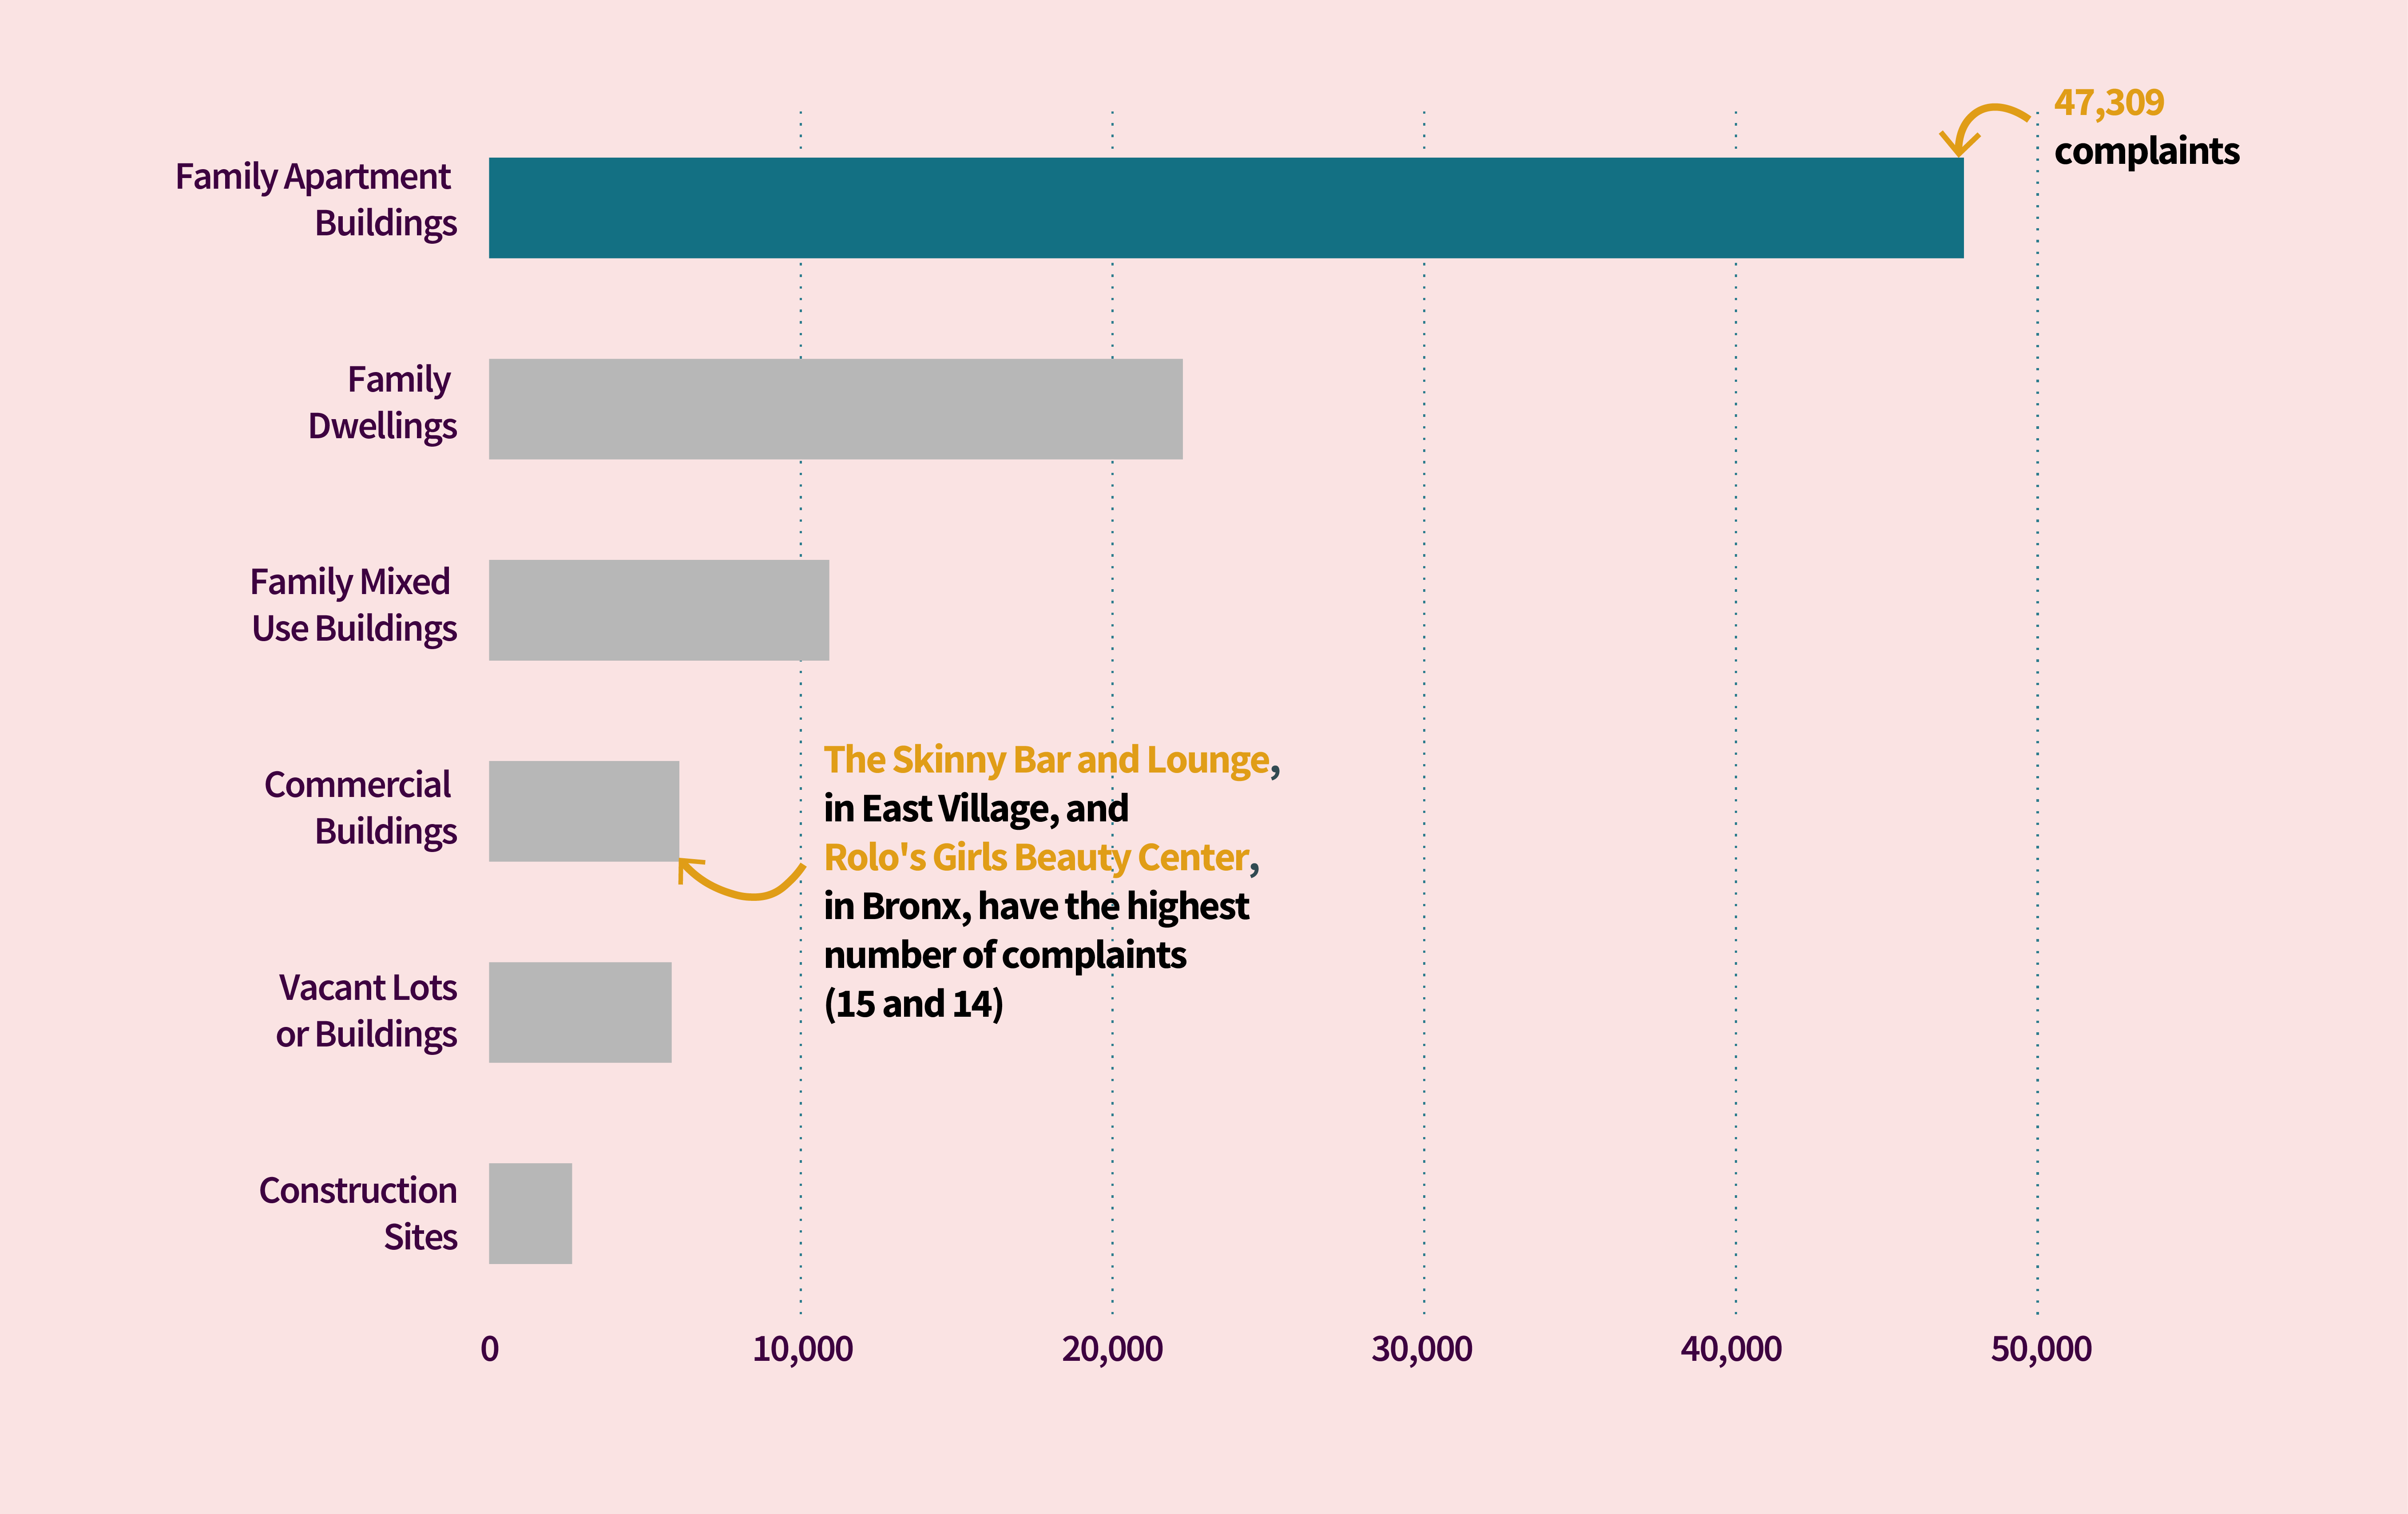 47,309
complaints
Family Apartment
Buildings
Family
Dwellings
Family Mixed
Use Buildings
Commercial
Buildings
The Skinny Bar and Lounge,
in East Village, and
Rolo's Girls Beauty Center,
in Bronx, have the highest
number of complaints
(15 and 14)
Vacant Lots
or Buildings
Construction
Sites
0 10,000 20,000 30,000 40,000 50,000